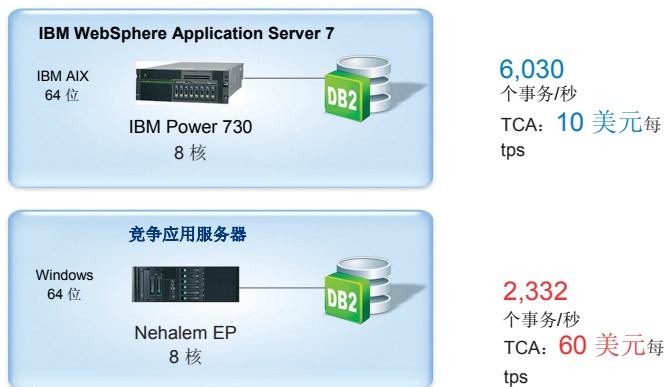 IBM WebSphere Application Server 7
IBM AIX
64 位
DB2
IBM Power 730
8 核
6,030
个事务/秒
TCA：10 美元每
tps
竞争应用服务器
Windows
64 位
DB2
Nehalem EP
8 核
2,332
个事务/秒
TCA：60 美元每
tps